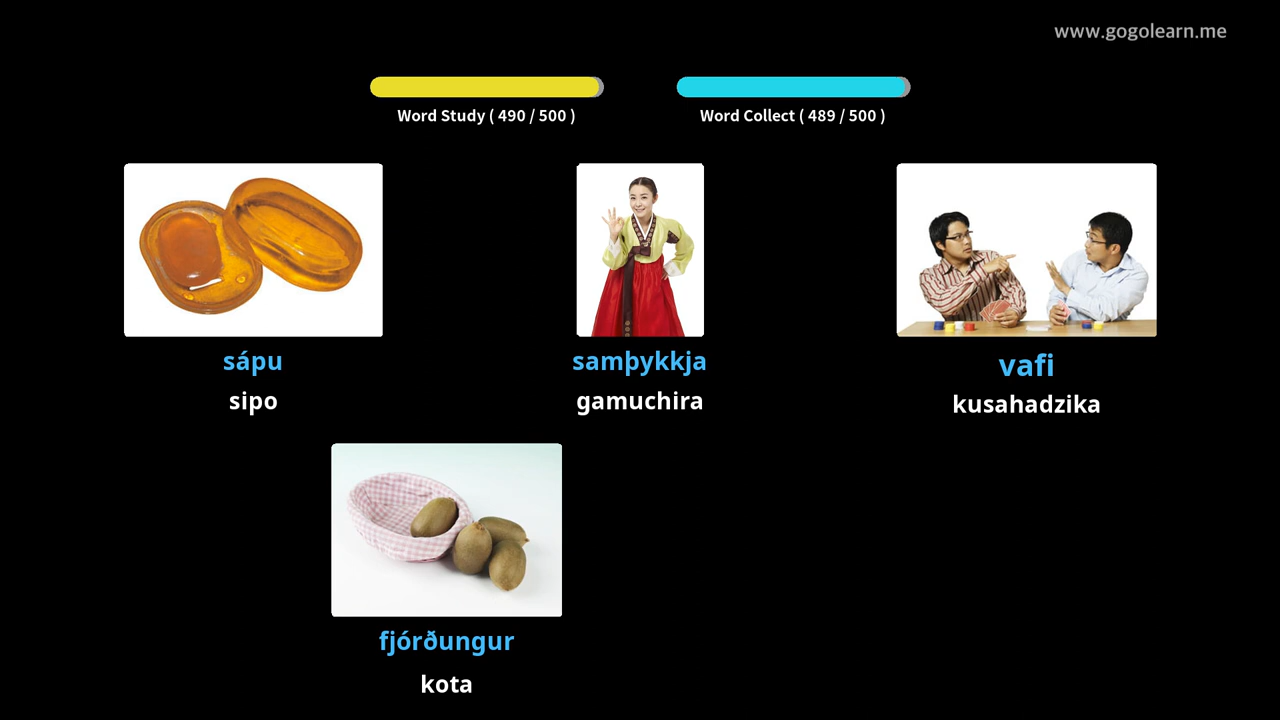 www.gogolearn.me
Word Study ( 490 / 500 )
Word Collect ( 489 / 500 )
sápu
sipo
samþykkja
gamuchira
vafi
kusahadzika
fjórðungur
kota